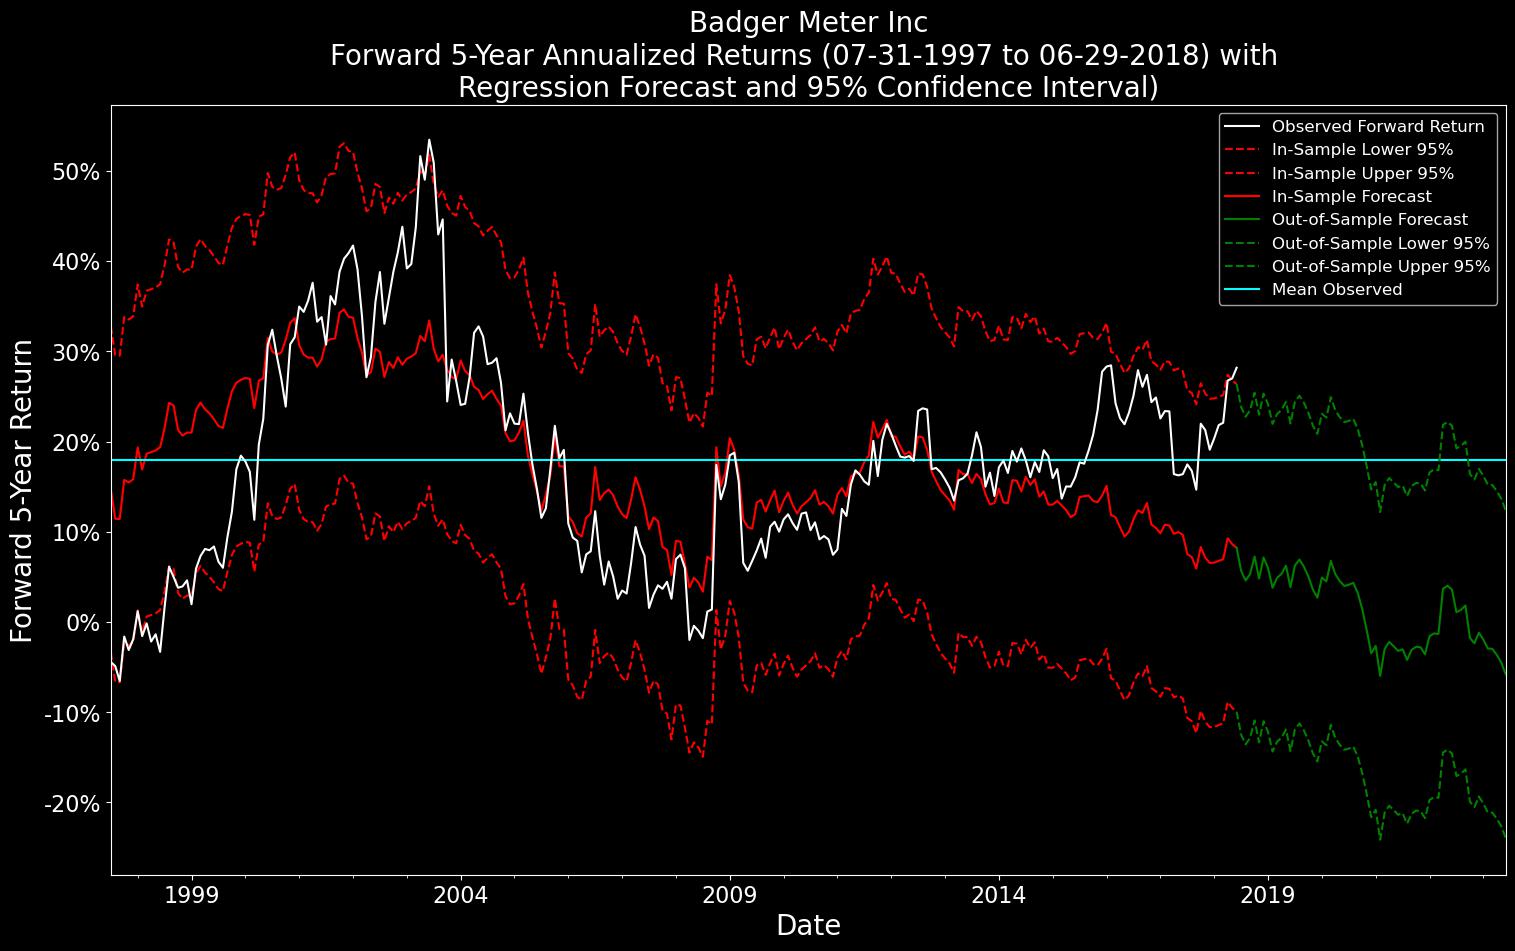 Badger Meter Inc
Forward 5-Year Annualized Returns (07-31-1997 to 06-29-2018) with
Regression Forecast and 95% Confidence Interval)
Observed Forward Return
In-Sample Lower 95%
In-Sample Upper 95%
In-Sample Forecast
Out-of-Sample Forecast
Out-of-Sample Lower 95%
Out-of-Sample Upper 95%
Mean Observed
Forward 5-Year Return
50%
40%
30%
20%
10%
0%
-10%
-20%
1999
2004
2009
2014
2019
Date